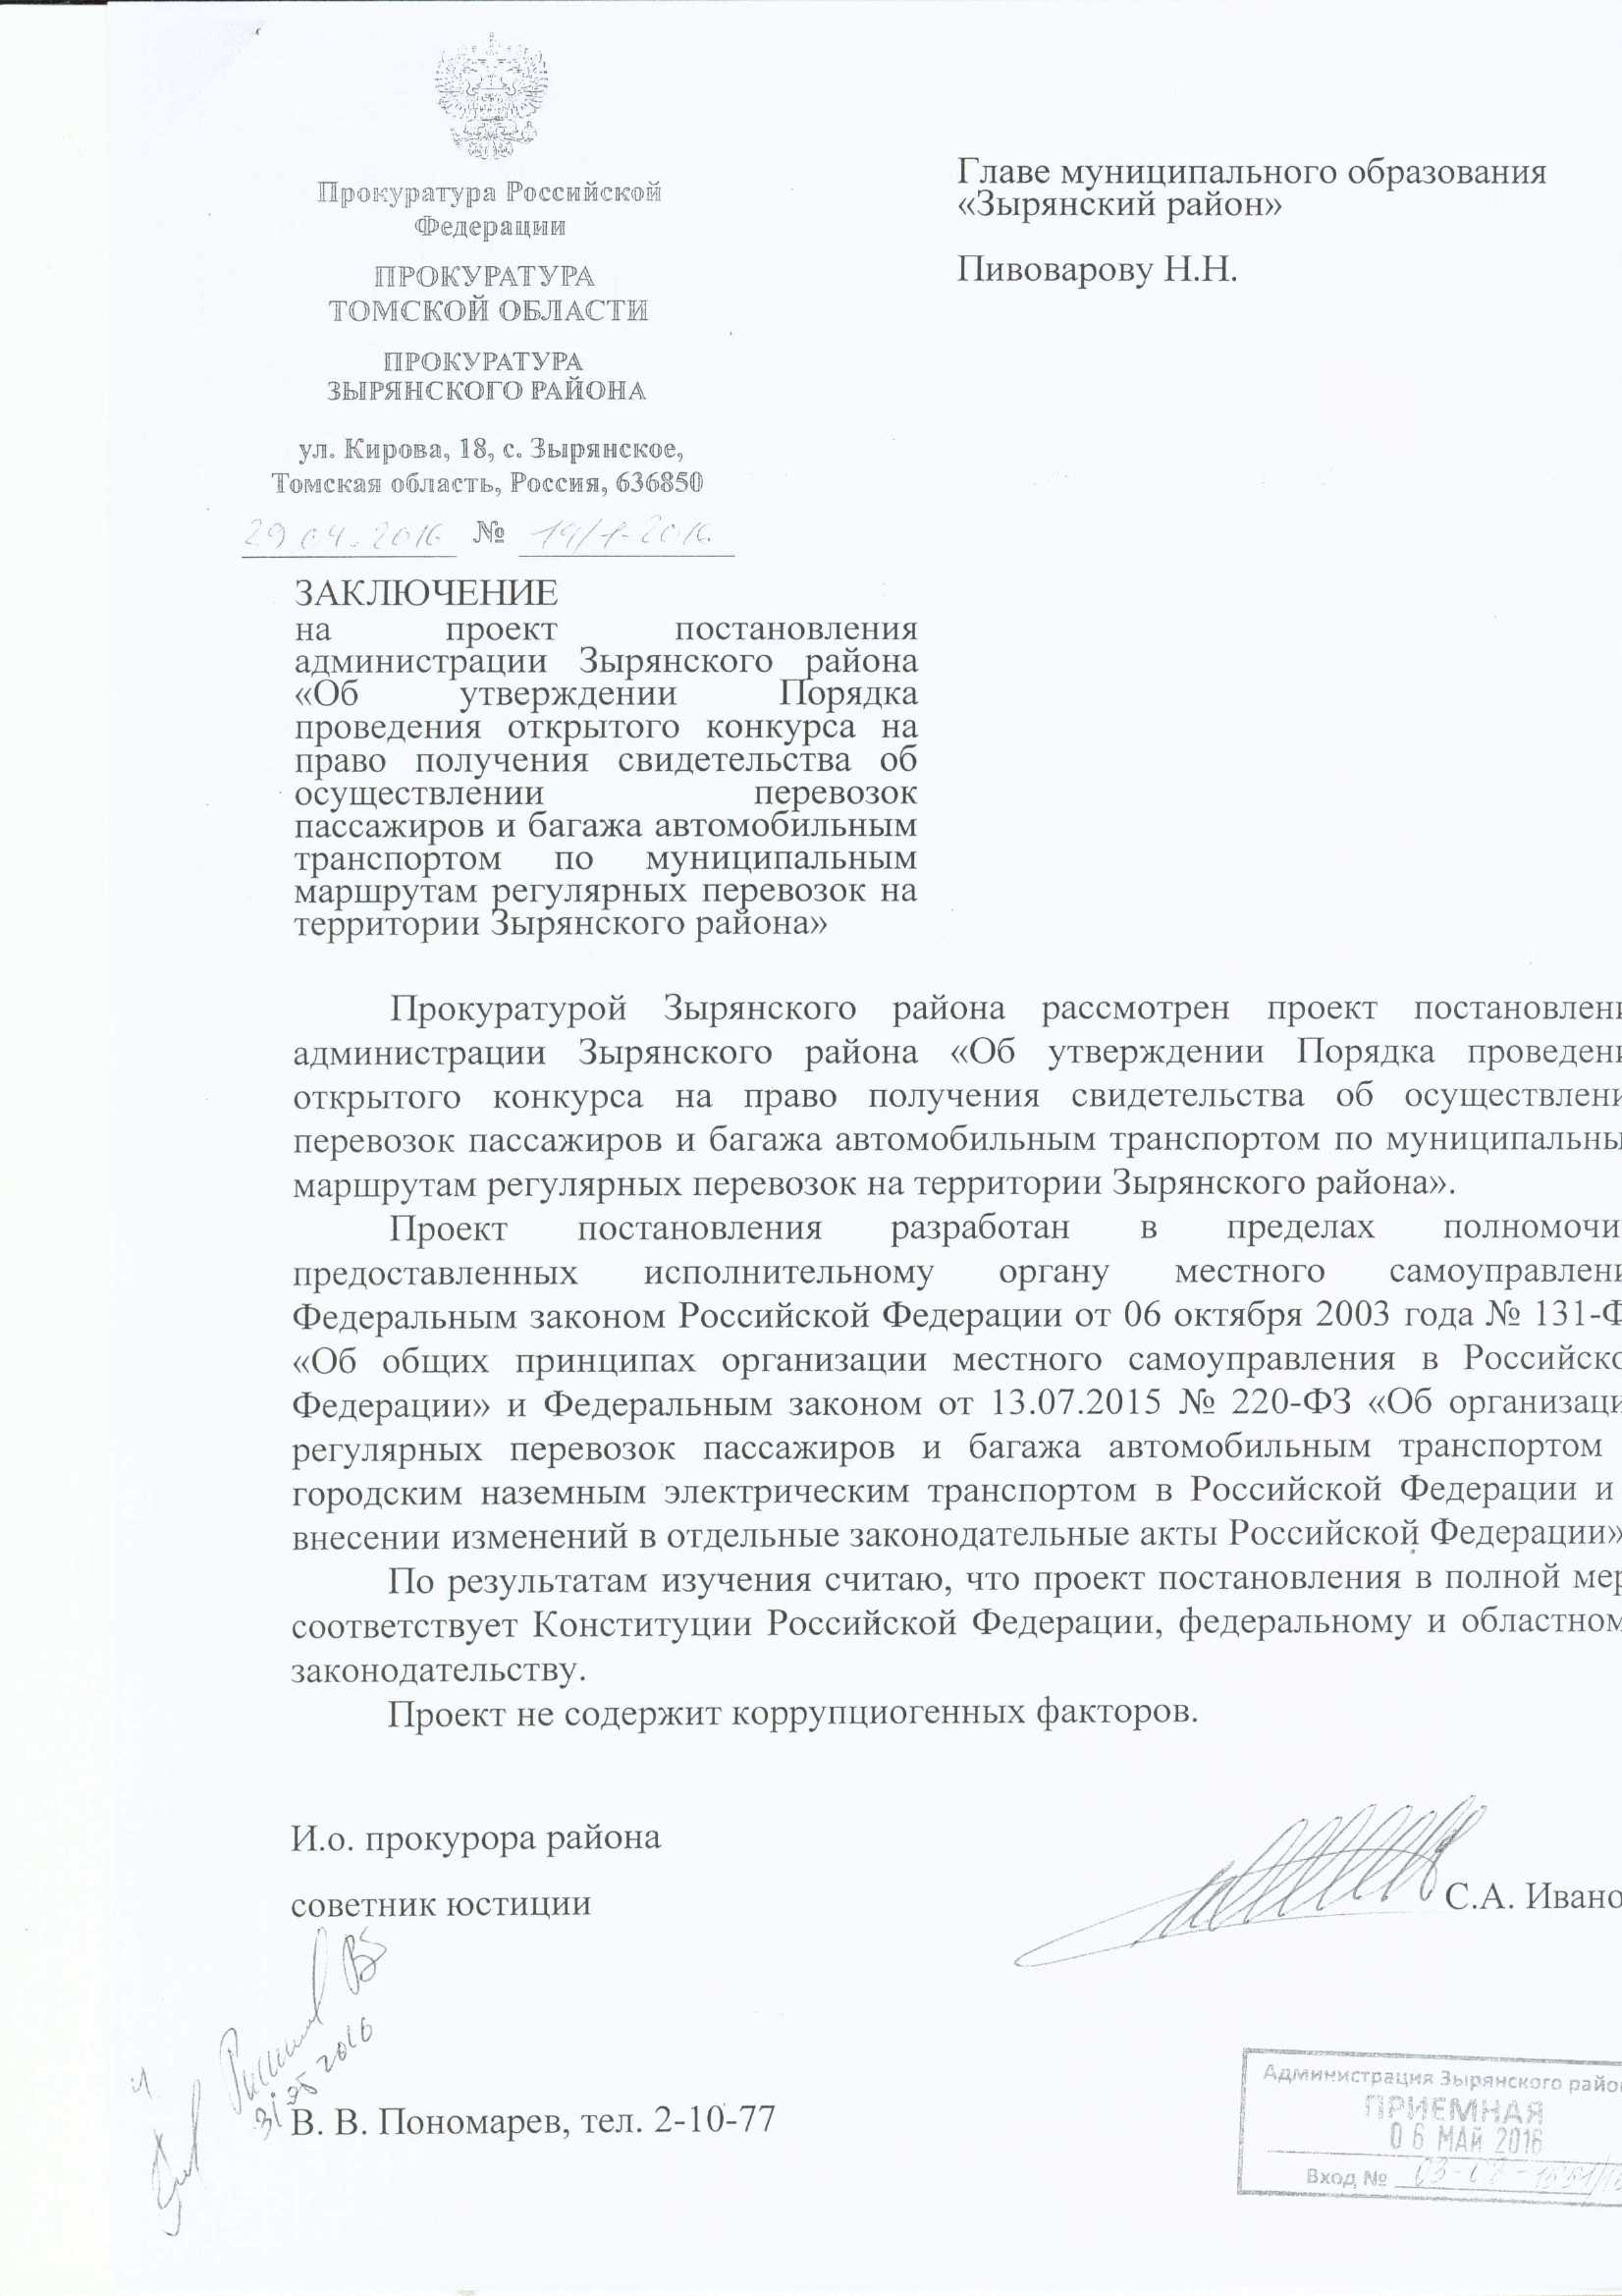 Прокуратура Российской
Федерации
ПРОКУРАТУРА
ТОМСКОЙ ОБЛАСТИ
ПРОКУРАТУРА
ЗЫРЯНСКОГО РАЙОНА
ул. Кирова, 18, с. Зырянское,
Томская область, Россия, 636850
29 04. 2016 № 19/1-2016.
Главе муниципального образования
«Зырянский район»
Пивоварову Н.Н.
ЗАКЛЮЧЕНИЕ
на проект постановления
администрации Зырянского района
«Об утверждении Порядка
проведения открытого конкурса на
право получения свидетельства об
осуществлении перевозок
пассажиров и багажа автомобильным
транспортом по муниципальным
маршрутам регулярных перевозок на
территории Зырянского района»
Прокуратурой Зырянского района рассмотрен проект постановлени
администрации Зырянского района «Об утверждении Порядка проведени
открытого конкурса на право получения свидетельства об осуществлени
перевозок пассажиров и багажа автомобильным транспортом по муниципальны
маршрутам регулярных перевозок на территории Зырянского района».
Проект постановления разработан в пределах полномочи
предоставленных исполнительному органу местного самоуправлени
Федеральным законом Российской Федерации от 06 октября 2003 года № 131-Ф
«Об общих принципах организации местного самоуправления в Российско
Федерации» и Федеральным законом от 13.07.2015 № 220-ФЗ «Об организаци
регулярных перевозок пассажиров и багажа автомобильным транспортом
городским наземным электрическим транспортом в Российской Федерации и
внесении изменений в отдельные законодательные акты Российской Федерации»
По результатам изучения считаю, что проект постановления в полной мер
соответствует Конституции Российской Федерации, федеральному и областном
законодательству.
Проект не содержит коррупциогенных факторов.
И.о. прокурора района
советник юстиции
С.А. Ивано
2016
В. В. Пономарев, тел. 2-10-77
Администрация Зырянского райо
ПРИЕМНАЯ
06 МАЙ 2016
Вход №